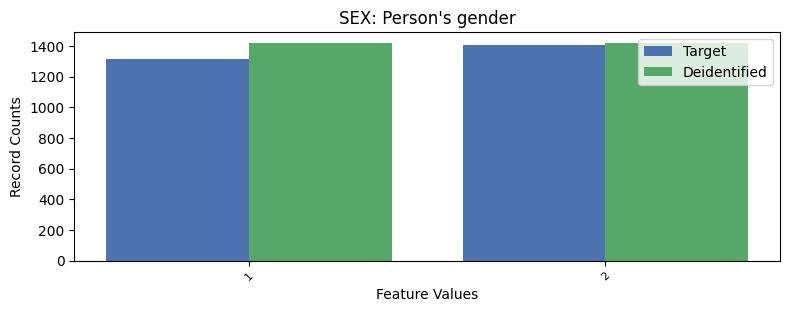 SEX: Person's gender
Target
Deidentified
1400
1200
1000
800
600
400
200
0
Record Counts
1
2
Feature Values